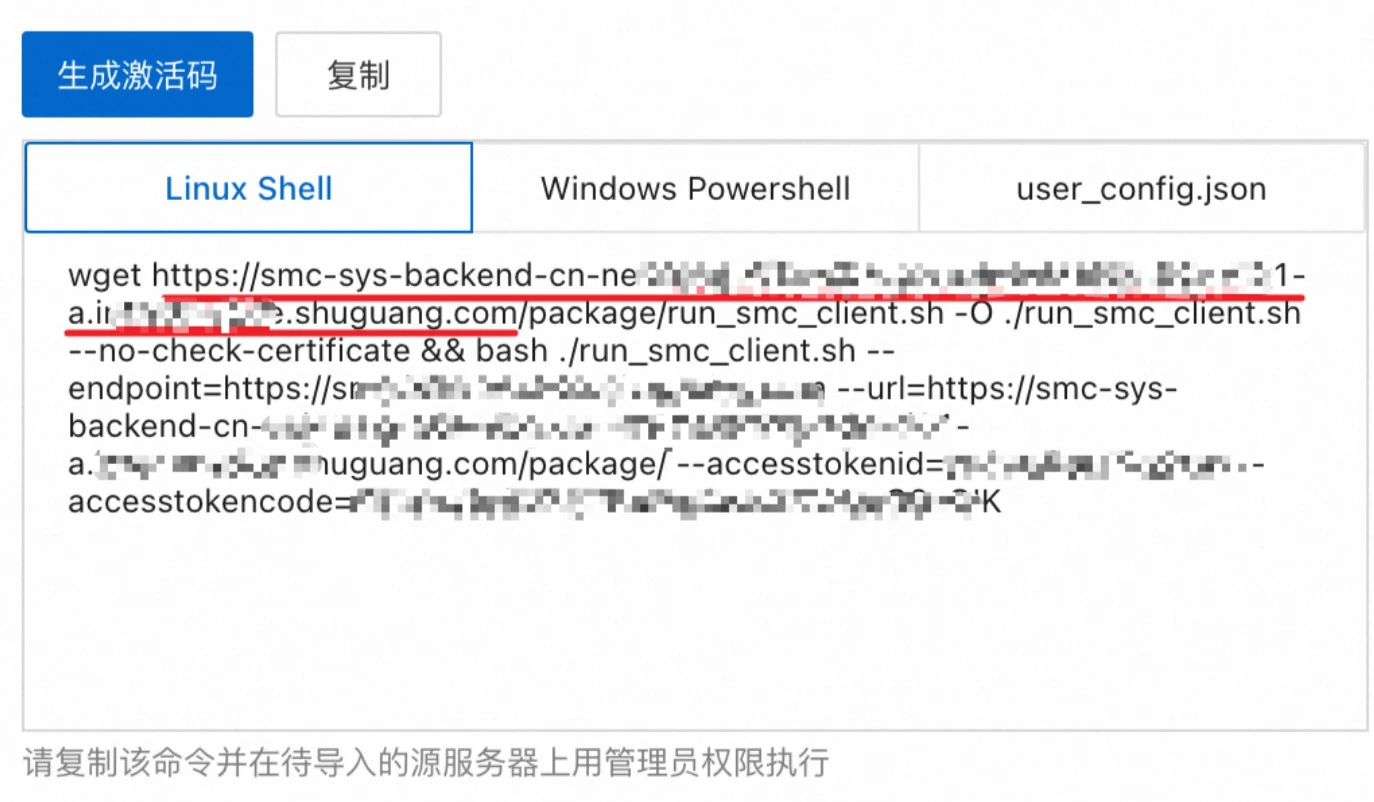 生成激活码
复制
Linux Shell
Windows Powershell
user_config.json
wget https://smc-sys-backend-cn-ne 1-
a. .shuguang.com/package/run_smc_client.sh -O ./run_smc_client.sh
--no-check-certificate && bash ./run_smc_client.sh --
endpoint=https:// --url=https://smc-sys-
backend-cn- -
a. huguang.com/package/ --accesstokenid= --
accesstokencode= K
请复制该命令并在待导入的源服务器上用管理员权限执行